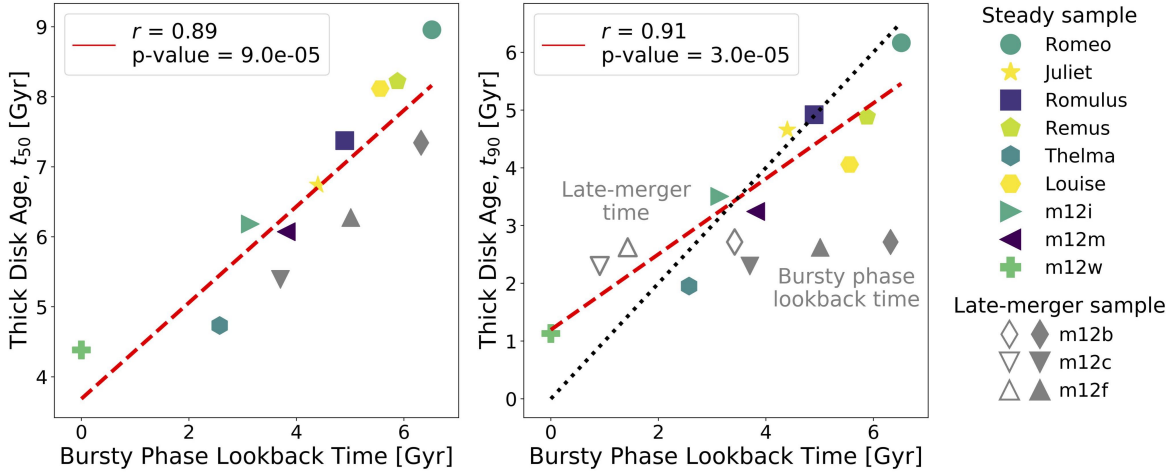 9
8
7
6
5
4
Thick Disk Age, t50 [Gyr]
r = 0.89
p-value = 9.0e-05
0
2
4
6
Bursty Phase Lookback Time [Gyr]
6
5
4
3
2
1
0
Thick Disk Age, t90 [Gyr]
r = 0.91
p-value = 3.0e-05
Late-merger
time
Bursty phase
lookback time
0
2
4
6
Bursty Phase Lookback Time [Gyr]
Steady sample
Romeo
Juliet
Romulus
Remus
Thelma
Louise
m12i
m12m
m12w
Late-merger sample
m12b
m12c
m12f